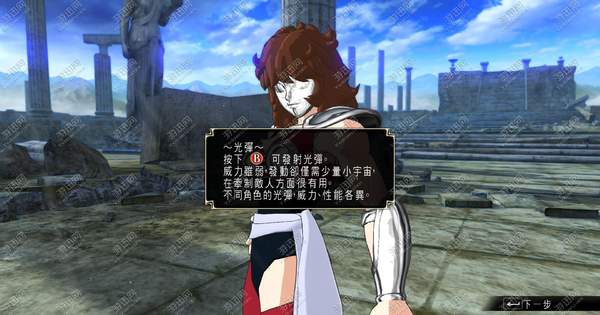 ～光彈～
按下 B 可發射光彈。
威力雖弱,發動卻僅需少量小宇宙,
在牽制敵人方面很有用。
不同角色的光彈,威力、性能各異。
下一步